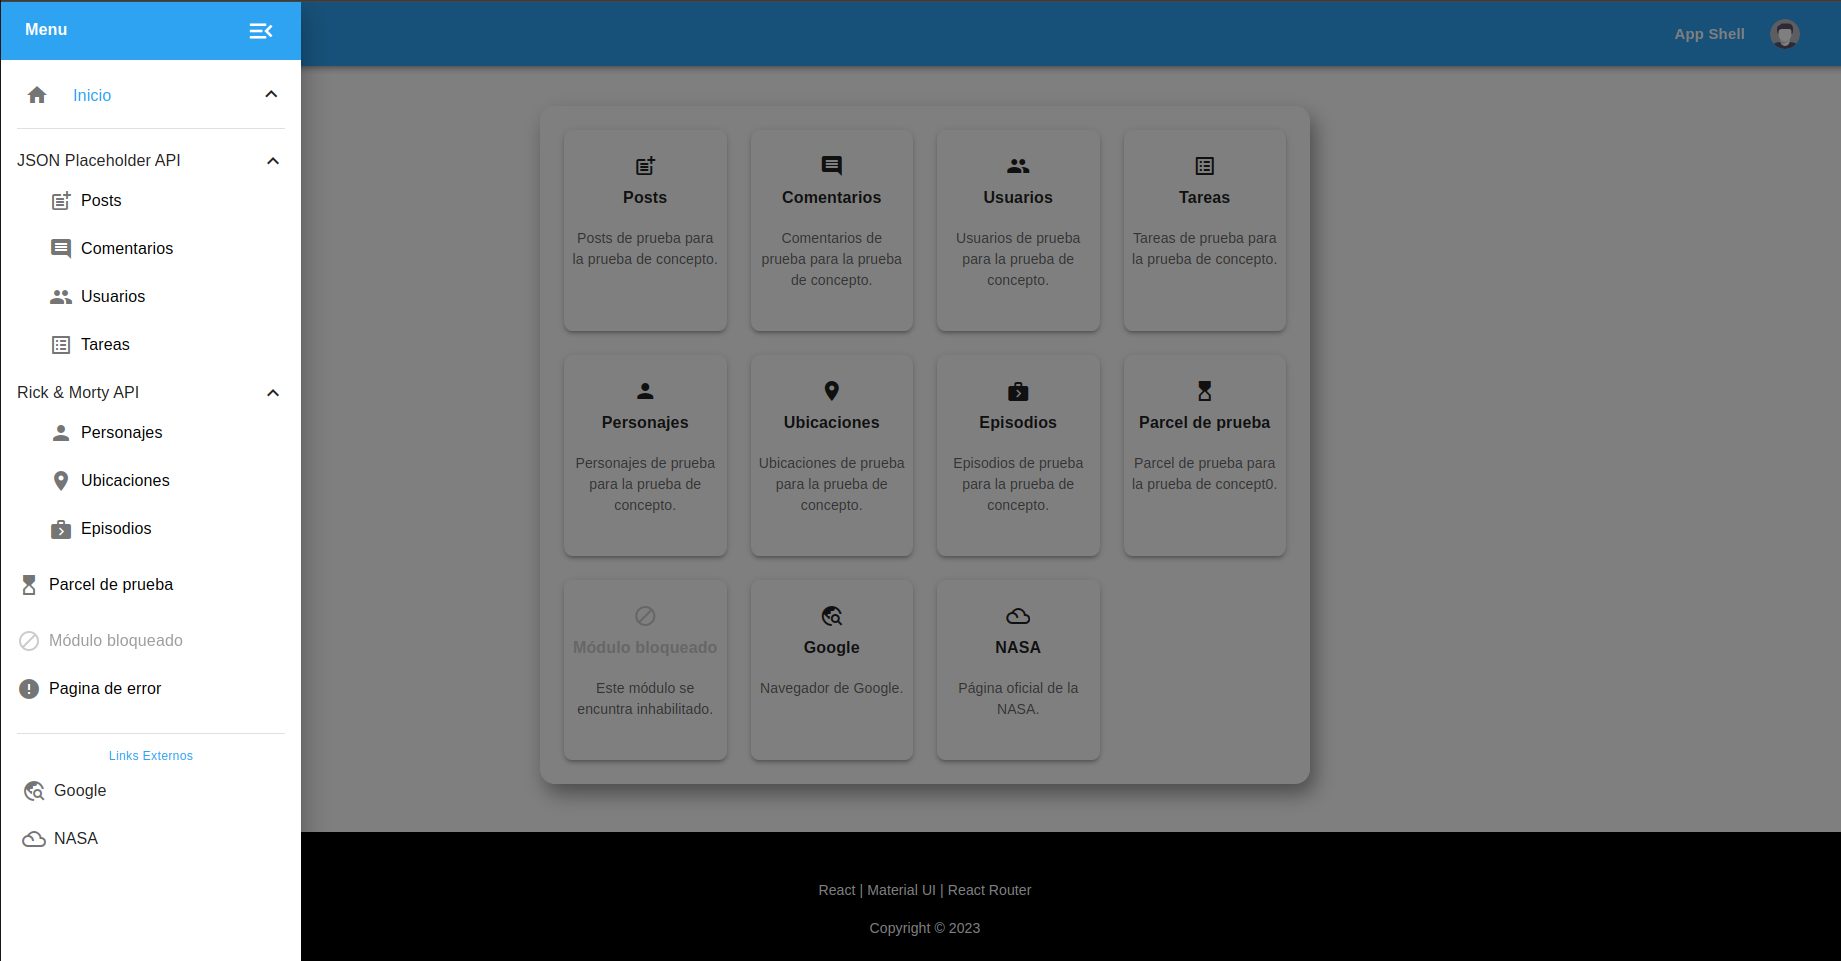 Menu
App Shell
Inicio
JSON Placeholder API
Posts
Comentarios
Usuarios
Tareas
Rick & Morty API
Personajes
Ubicaciones
Episodios
Parcel de prueba
Módulo bloqueado
Pagina de error
Links Externos
Google
NASA
Posts
Posts de prueba para
la prueba de concepto.
Comentarios
Comentarios de
prueba para la prueba
de concepto.
Usuarios
Usuarios de prueba
para la prueba de
concepto.
Tareas
Tareas de prueba para
la prueba de concepto.
Personajes
Personajes de prueba
para la prueba de
concepto.
Ubicaciones
Ubicaciones de prueba
para la prueba de
concepto.
Episodios
Episodios de prueba
para la prueba de
concepto.
Parcel de prueba
Parcel de prueba para
la prueba de concept0.
Módulo bloqueado
Este módulo se
encuntra inhabilitado.
Google
Navegador de Google.
NASA
Página oficial de la
NASA.
React | Material UI | React Router
Copyright © 2023